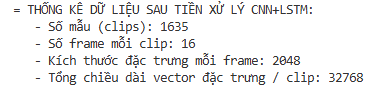 = THỐNG KÊ DỮ LIỆU SAU TIỀN XỬ LÝ CNN+LSTM:
- Số mẫu (clips): 1635
- Số frame mỗi clip: 16
- Kích thước đặc trưng mỗi frame: 2048
- Tổng chiều dài vector đặc trưng / clip: 32768